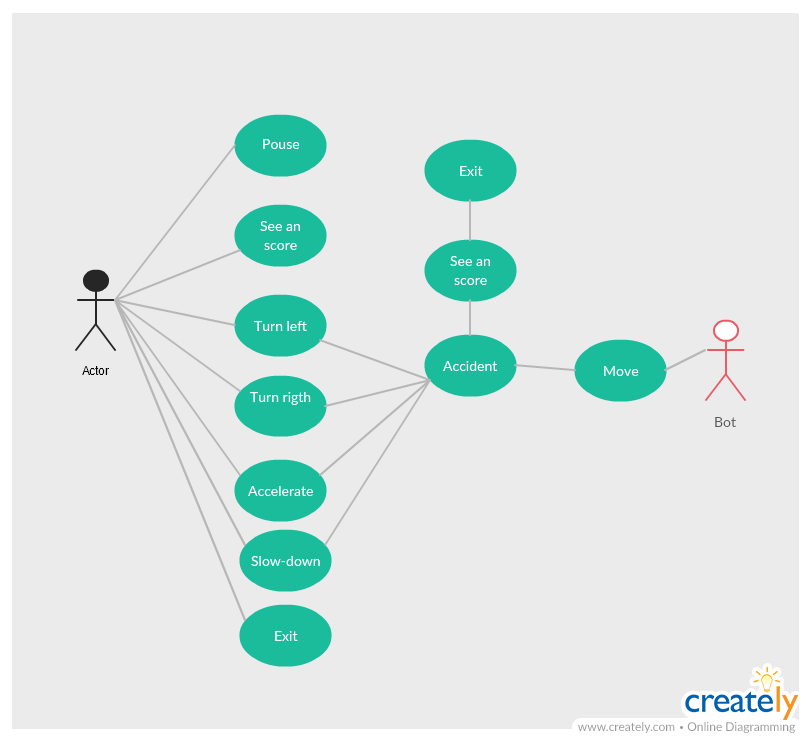 Pouse
See an
score
Turn left
Turn rigth
Accelerate
Slow-down
Exit
Actor
Exit
See an
score
Accident
Move
Bot
creately
www.creately.com • Online Diagramming